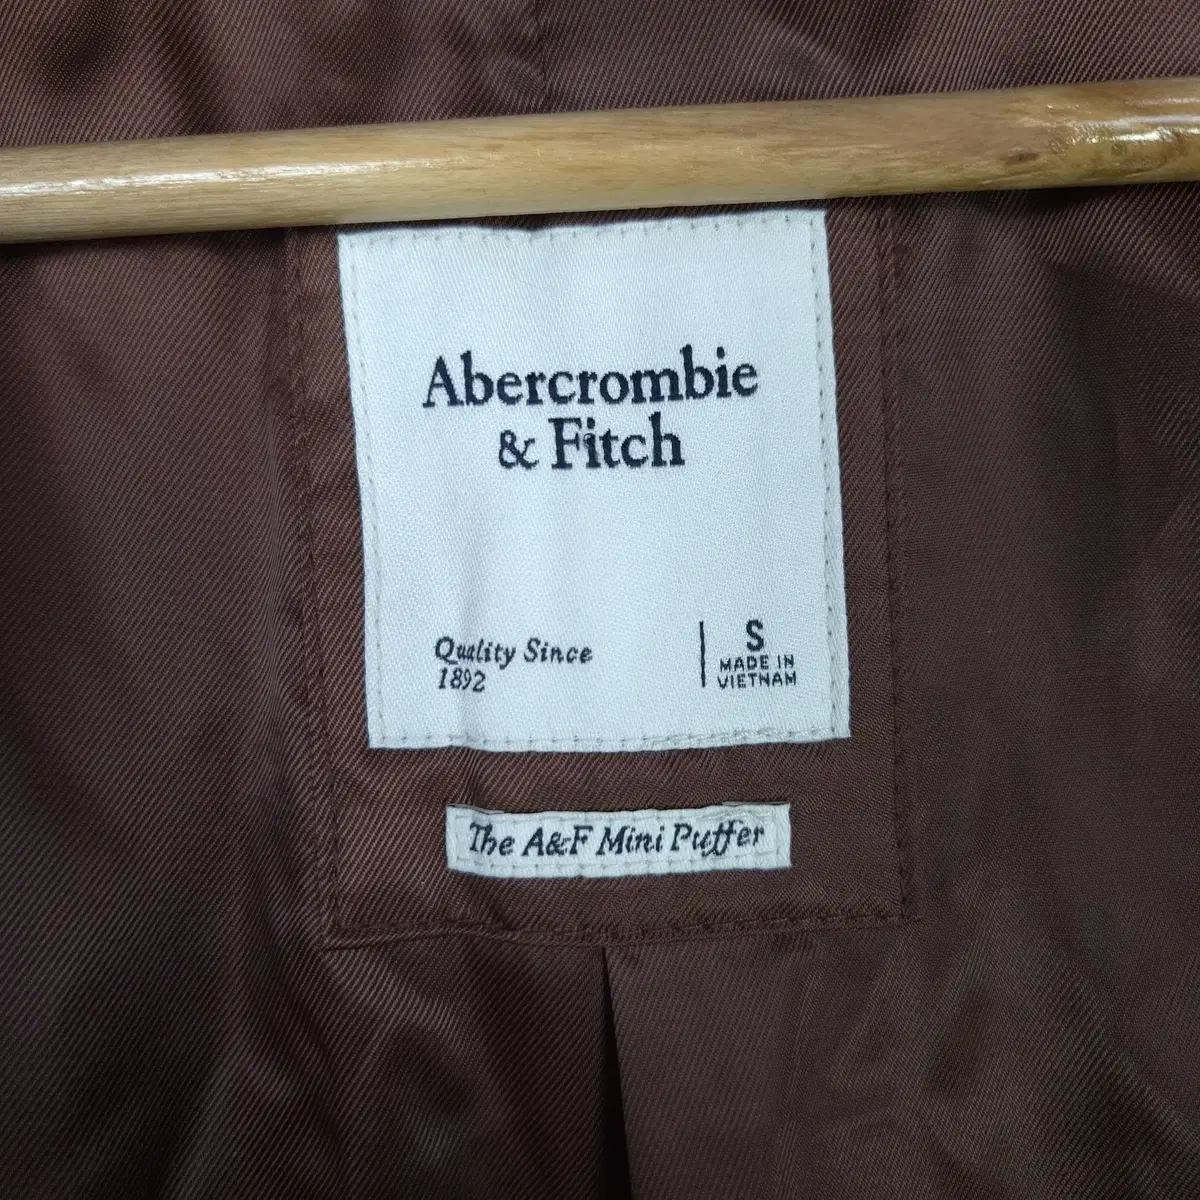 Abercrombie
& Fitch
Quality Since
1892
S
MADE IN
VIETNAM
The A&F Mini Puffer